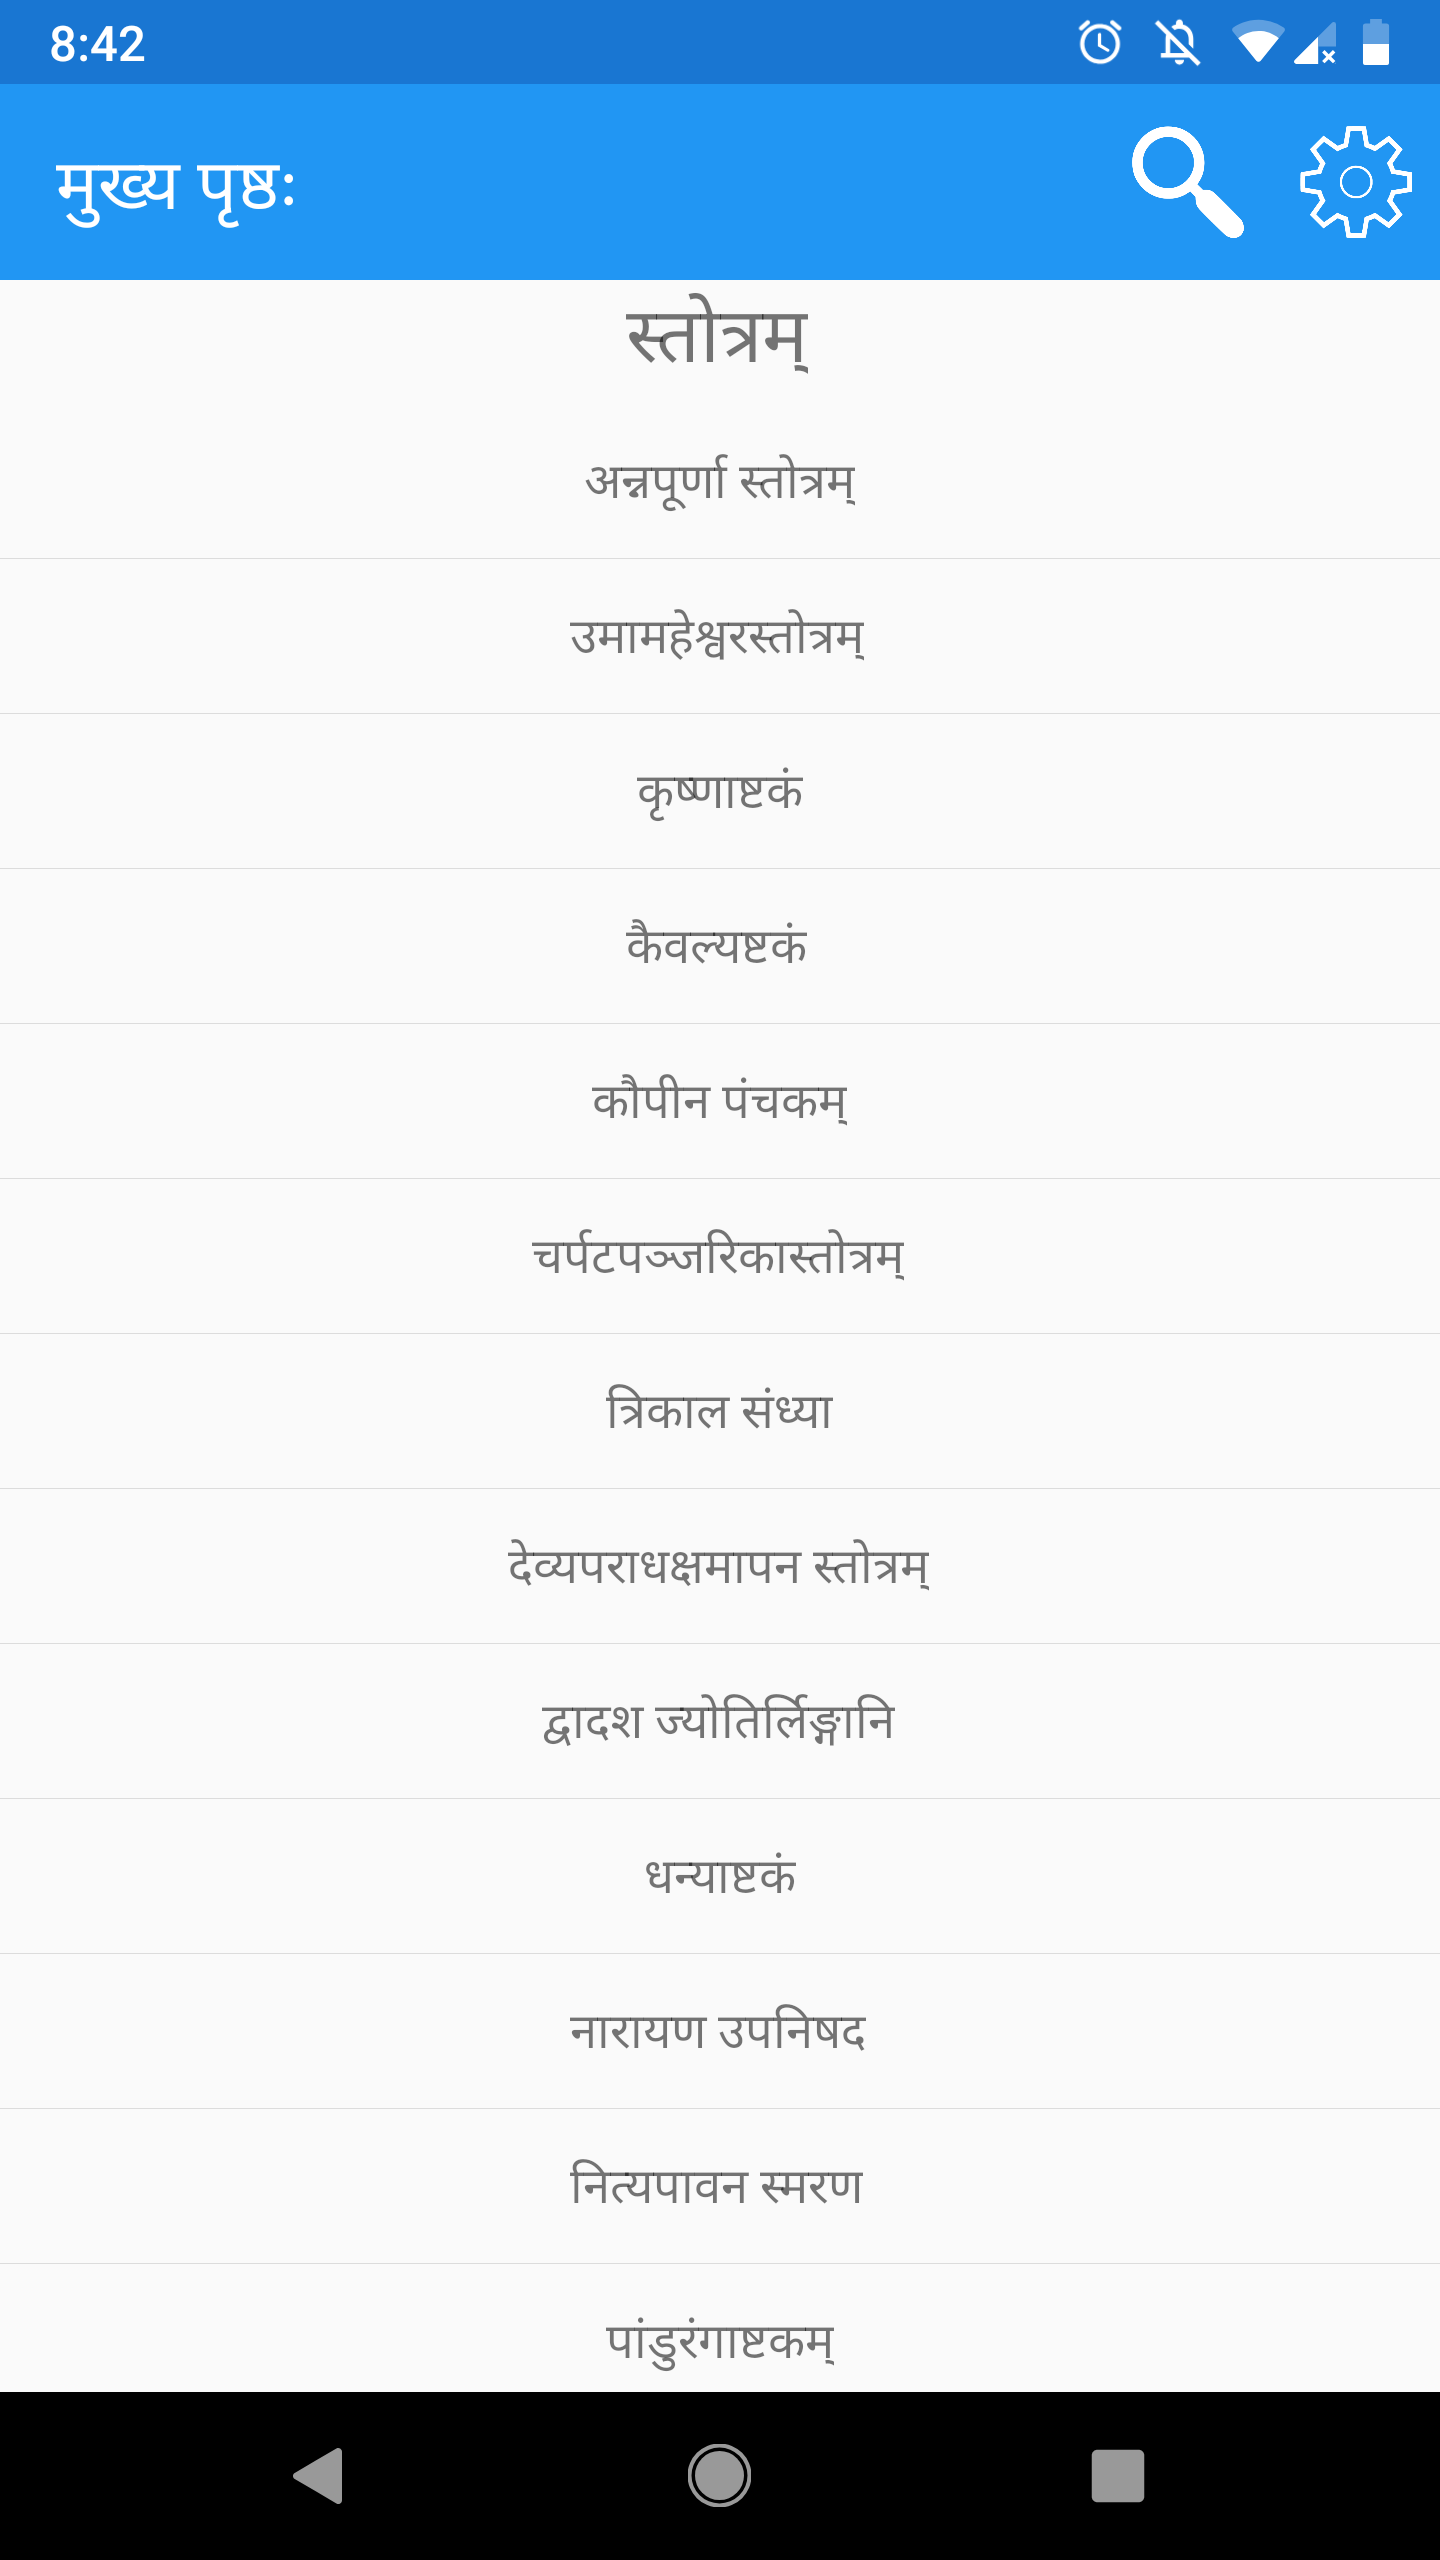 8:42
मुख्य पृष्ठः
स्तोत्रम्
अन्नपूर्णा स्तोत्रम्
उमामहेश्वरस्तोत्रम्
कृष्णाष्टकं
कैवल्यष्टकं
कौपीन पंचकम्
चर्पटपञ्जरिकास्तोत्रम्
त्रिकाल संध्या
देव्यपराधक्षमापन स्तोत्रम्
द्वादश ज्योतिर्लिङ्गानि
धन्याष्टकं
नारायण उपनिषद
नित्यपावन स्मरण
पांडुरंगाष्टकम्